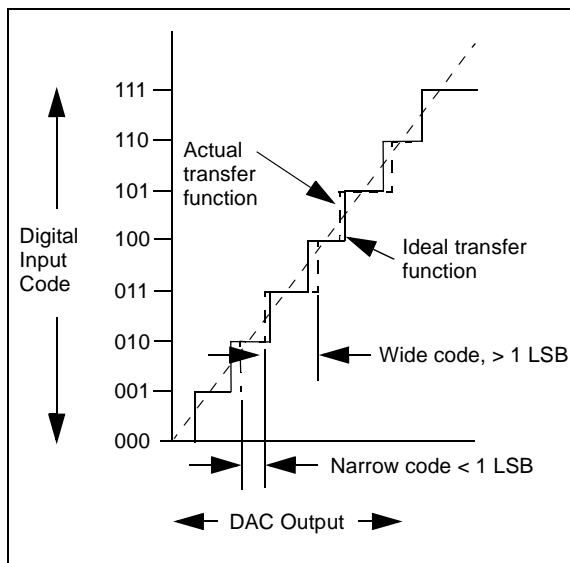 111
110
Actual
transfer
function
101
Digital
Input
Code
100
Ideal transfer
function
011
010
Wide code, > 1 LSB
001
000
Narrow code < 1 LSB
DAC Output